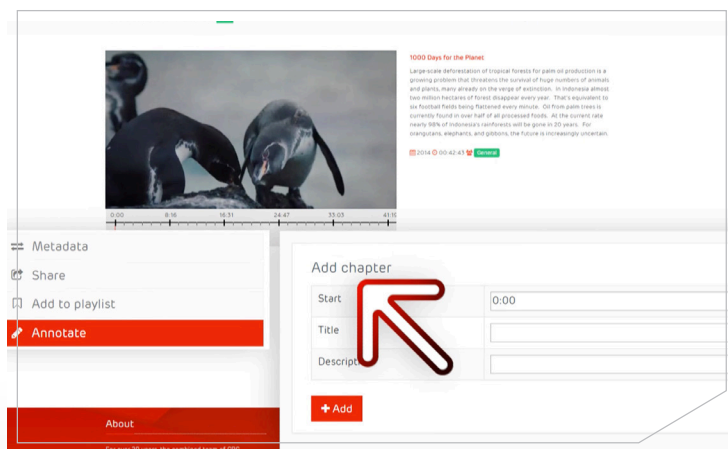 1000 Days for the Planet
Large-scale deforestation of tropical forests for palm oil production is a
growing problem that threatens the survival of huge numbers of animals
and plants, many already on the verge of extinction. In Indonesia almost
two million hectares of forest disappear every year. That's equivalent to
six football fields being flattened every minute. Oil from palm trees is
currently found in over half of all processed foods. At the current rate
nearly 98% of Indonesia's rainforests will be gone in 20 years. For
orangutans, elephants, and gibbons, the future is increasingly uncertain.
2014 00:42:43 General
0:00 8:16 16:31 24:47 33:03 41:19
Metadata
Share
Add to playlist
Annotate
Add chapter
Start 0:00
Title
Descript
+ Add
About